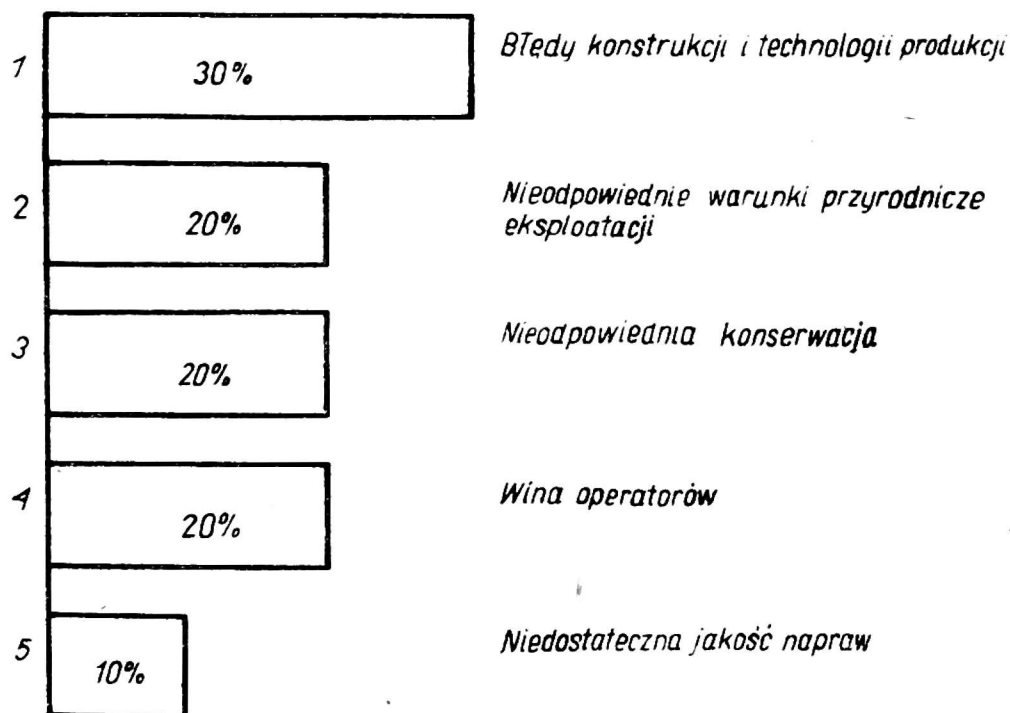 1
30%
Błędy konstrukcji i technologii produkcji
2
20%
Nieodpowiednie warunki przyrodnicze
eksploatacji
3
20%
Nieodpowiednia konserwacja
4
20%
Wina operatorów
5
10%
Niedostateczna jakość napraw